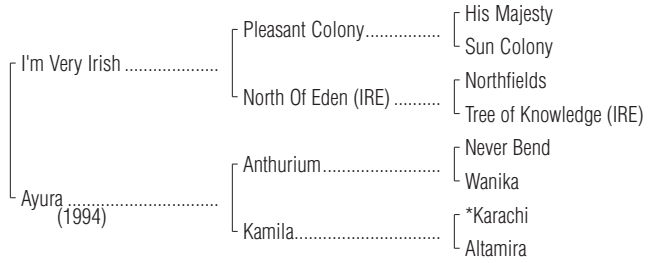 His Majesty
Pleasant Colony................
Sun Colony
I'm Very Irish ....................
Northfields
North Of Eden (IRE) ..........
Tree of Knowledge (IRE)
Never Bend
Anthurium.........................
Wanika
Ayura ................................
(1994)
*Karachi
Kamila...............................
Altamira